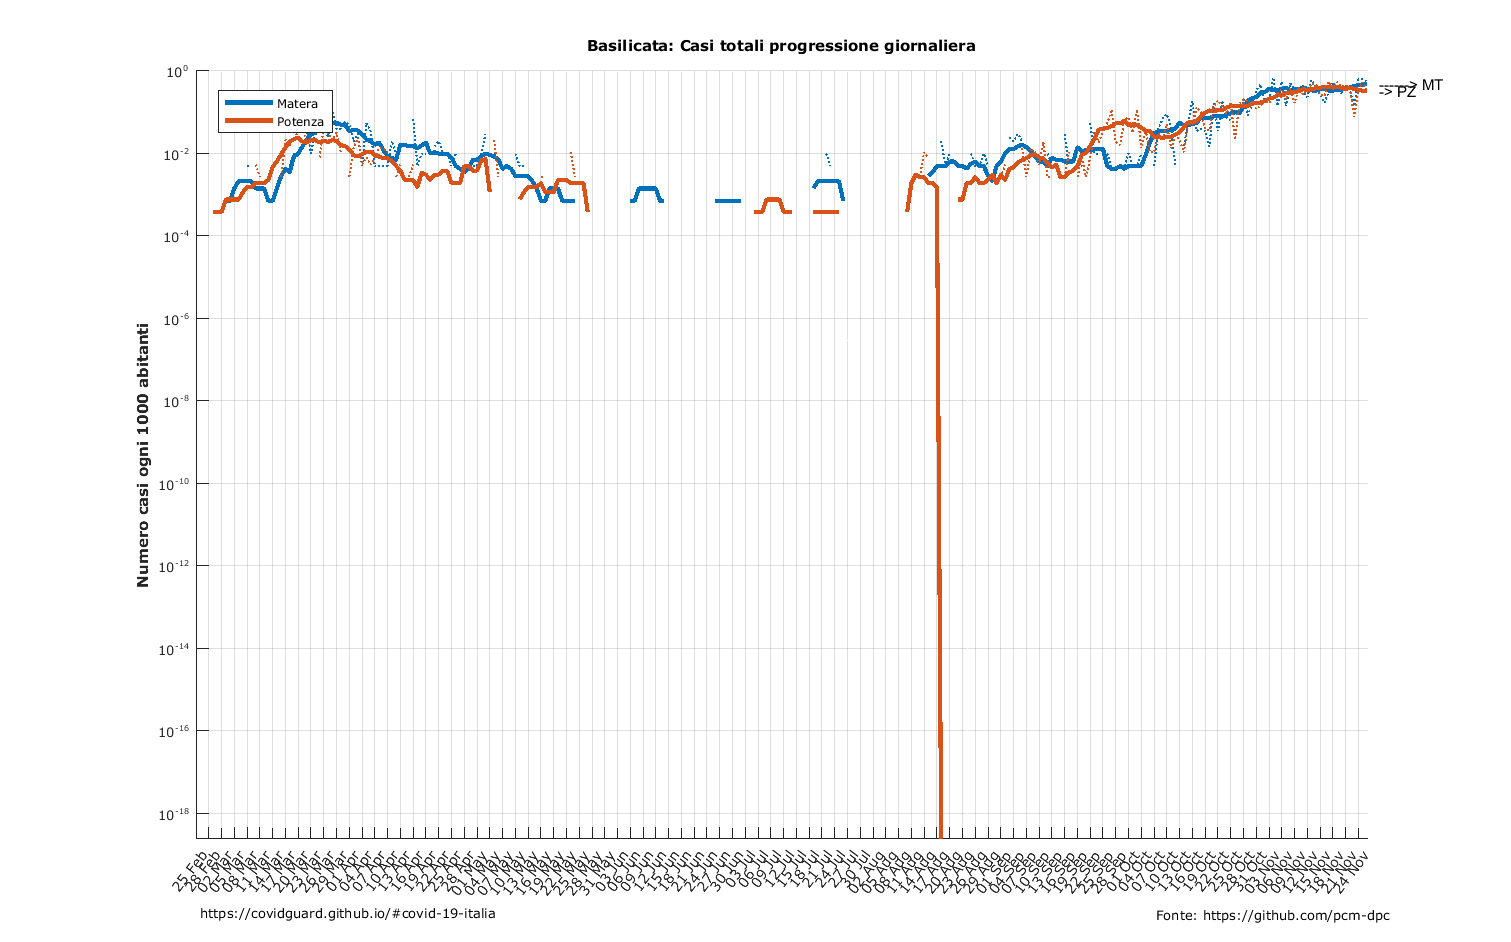 Basilicata: Casi totali progressione giornaliera
10^0
10^-2
10^-4
10^-6
10^-8
10^-10
10^-12
10^-14
10^-16
10^-18
Numero casi ogni 1000 abitanti
Matera
Potenza
-----> MT
-> PZ
25 Feb
28 Feb
02 Mar
05 Mar
08 Mar
11 Mar
14 Mar
17 Mar
20 Mar
23 Mar
26 Mar
29 Mar
01 Apr
04 Apr
07 Apr
10 Apr
13 Apr
16 Apr
19 Apr
22 Apr
25 Apr
28 Apr
01 May
04 May
07 May
10 May
13 May
16 May
19 May
22 May
25 May
28 May
31 May
03 Jun
06 Jun
09 Jun
12 Jun
15 Jun
18 Jun
21 Jun
24 Jun
27 Jun
30 Jun
03 Jul
06 Jul
09 Jul
12 Jul
15 Jul
18 Jul
21 Jul
24 Jul
27 Jul
30 Jul
02 Aug
05 Aug
08 Aug
11 Aug
14 Aug
17 Aug
20 Aug
23 Aug
26 Aug
29 Aug
01 Sep
04 Sep
07 Sep
10 Sep
13 Sep
16 Sep
19 Sep
22 Sep
25 Sep
28 Sep
01 Oct
04 Oct
07 Oct
10 Oct
13 Oct
16 Oct
19 Oct
22 Oct
25 Oct
28 Oct
31 Oct
03 Nov
06 Nov
09 Nov
12 Nov
15 Nov
18 Nov
21 Nov
24 Nov
https://covidguard.github.io/#covid-19-italia
Fonte: https://github.com/pcm-dpc